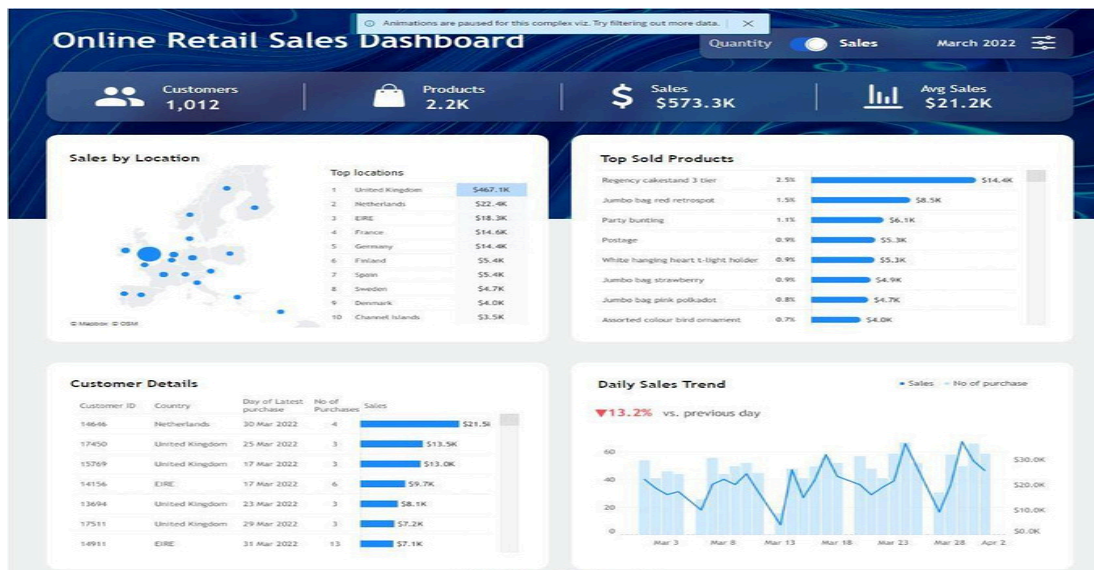 Animations are paused for this complex viz. Try filtering out more data.
Online Retail Sales Dashboard
Quantity Sales March 2022
Customers
1,012
Products
2.2K
Sales
$573.3K
Avg Sales
$21.2K
Sales by Location
Top locations
1 United Kingdom $467.1K
2 Netherlands $22.4K
3 EIRE $18.3K
4 France $14.6K
5 Germany $14.4K
6 Finland $5.4K
7 Spain $5.4K
8 Sweden $4.7K
9 Denmark $4.0K
10 Channel Islands $3.5K
© Mapbox © OSM
Top Sold Products
Regency cakestand 3 tier 2.5% $14.4K
Jumbo bag red retrospot 1.5% $8.5K
Party bunting 1.1% $6.1K
Postage 0.9% $5.3K
White hanging heart t-light holder 0.9% $5.3K
Jumbo bag strawberry 0.9% $4.9K
Jumbo bag pink polkadot 0.8% $4.7K
Assorted colour bird ornament 0.7% $4.0K
Customer Details
Customer ID Country Day of Latest purchase No of Purchases Sales
14646 Netherlands 30 Mar 2022 4 $21.5
17450 United Kingdom 25 Mar 2022 3 $13.5K
15769 United Kingdom 17 Mar 2022 3 $13.0K
14156 EIRE 17 Mar 2022 6 $9.7K
13694 United Kingdom 23 Mar 2022 3 $8.1K
17511 United Kingdom 29 Mar 2022 3 $7.2K
14911 EIRE 31 Mar 2022 13 $7.1K
Daily Sales Trend
Sales No of purchase
▼13.2% vs. previous day
60
40
20
0
$30.0K
$20.0K
$10.0K
$0.0K
Mar 3 Mar 8 Mar 13 Mar 18 Mar 23 Mar 28 Apr 2